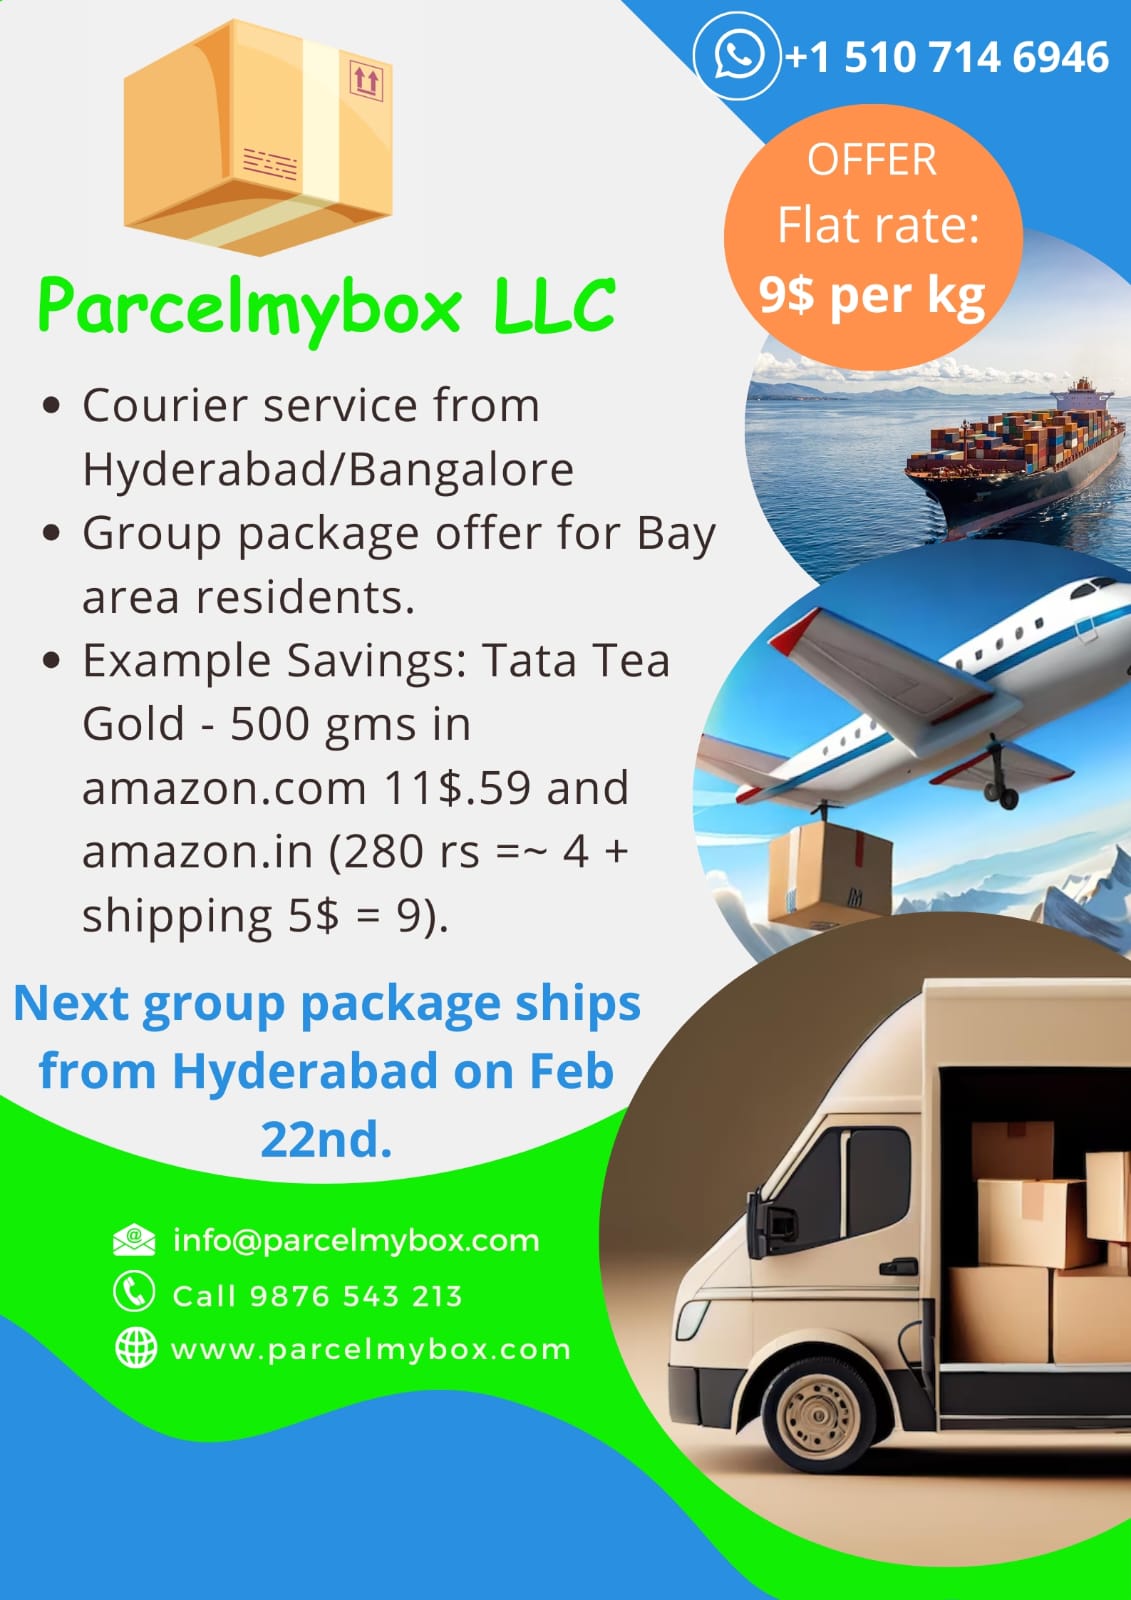 +1 510 714 6946
OFFER
Flat rate:
9$ per kg
Parcelmybox LLC
• Courier service from
Hyderabad/Bangalore
• Group package offer for Bay
area residents.
• Example Savings: Tata Tea
Gold - 500 gms in
amazon.com 11$.59 and
amazon.in (280 rs =~ 4 +
shipping 5$ = 9).
Next group package ships
from Hyderabad on Feb
22nd.
info@parcelmybox.com
Call 9876 543 213
www.parcelmybox.com